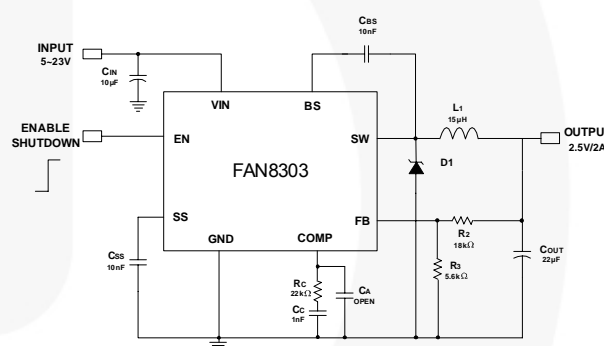 CBS
10nF
INPUT
5~23V
CIN
10µF
VIN
BS
L1
15µH
ENABLE
SHUTDOWN
EN
SW
OUTPUT
2.5V/2A
D1
FAN8303
SS
FB
R2
18kΩ
GND
COMP
CSS
10nF
RC
22kΩ
CA
OPEN
R3
5.6kΩ
COUT
22µF
CC
1nF